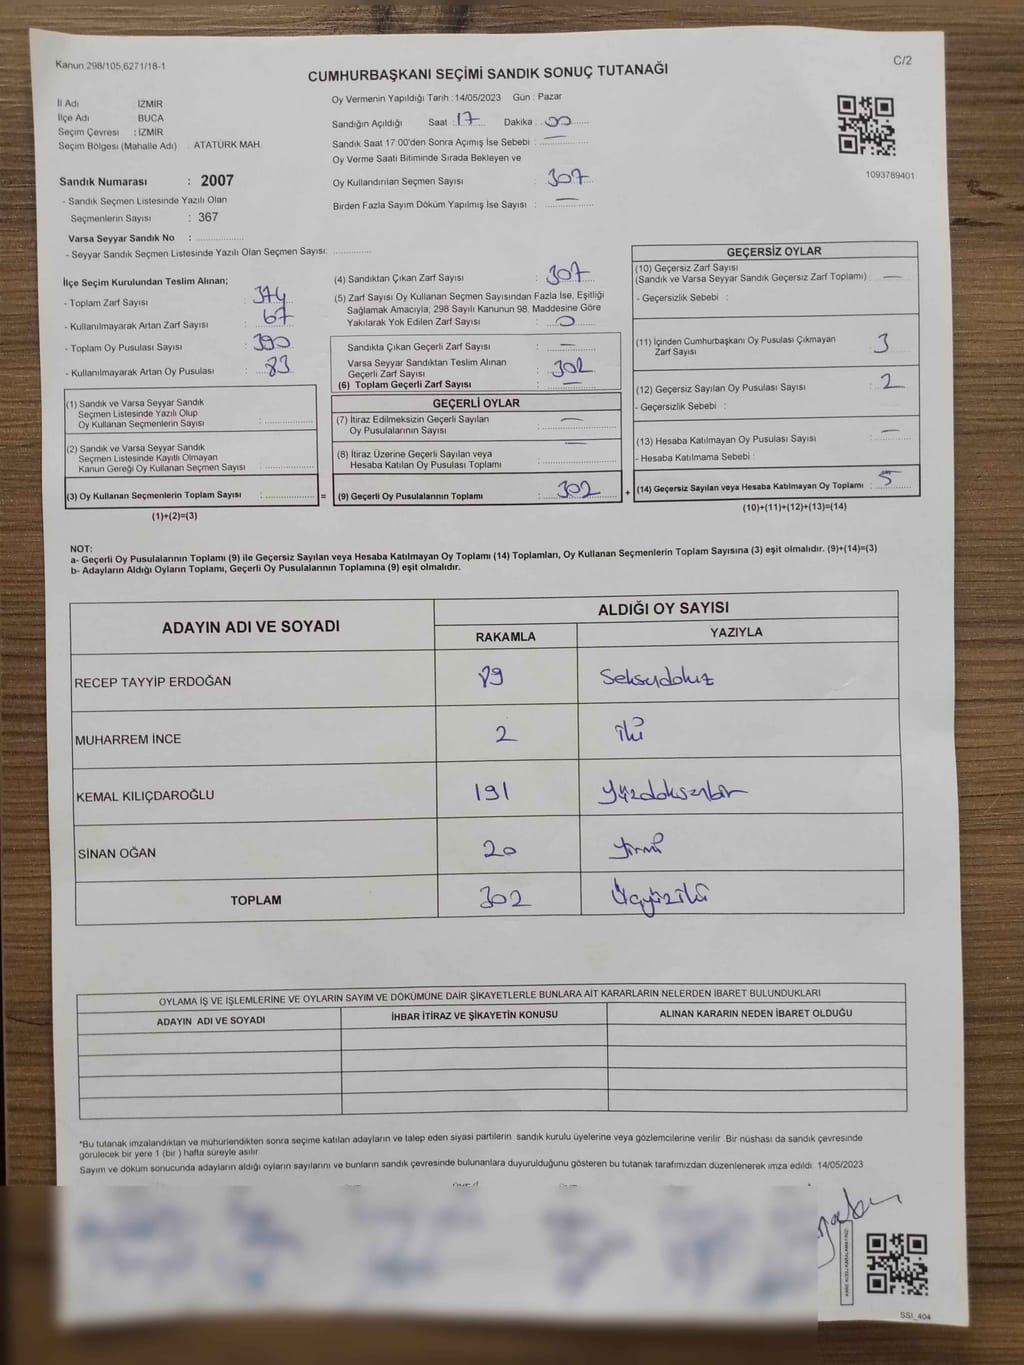 Kanun 298/105,6271/18-1
C/2
CUMHURBAŞKANI SEÇİMİ SANDIK SONUÇ TUTANAĞI
İl Adı İZMİR
İlçe Adı BUCA
Seçim Çevresi : İZMİR
Seçim Bölgesi (Mahalle Adı) ATATÜRK MAH.
Sandık Numarası : 2007
- Sandık Seçmen Listesinde Yazılı Olan
Seçmenlerin Sayısı : 367
Varsa Seyyar Sandık No :
- Seyyar Sandık Seçmen Listesinde Yazılı Olan Seçmen Sayısı:
Oy Vermenin Yapıldığı Tarih :14/05/2023 Gün : Pazar
Sandığın Açıldığı Saat : 17 Dakika : 00
Sandık Saat 17:00'den Sonra Açımış İse Sebebi : —
Oy Verme Saati Bitiminde Sırada Bekleyen ve
Oy Kullandırılan Seçmen Sayısı : 307
Birden Fazla Sayım Döküm Yapılmış İse Sayısı : —
1093789401
İlçe Seçim Kurulundan Teslim Alınan;
- Toplam Zarf Sayısı : 374
- Kullanılmayarak Artan Zarf Sayısı : 67
- Toplam Oy Pusulası Sayısı : 390
- Kullanılmayarak Artan Oy Pusulası : 83
(1) Sandık ve Varsa Seyyar Sandık
Seçmen Listesinde Yazılı Olup
Oy Kullanan Seçmenlerin Sayısı :
(2) Sandık ve Varsa Seyyar Sandık
Seçmen Listesinde Kayıtlı Olmayan
Kanun Gereği Oy Kullanan Seçmen Sayısı :
(3) Oy Kullanan Seçmenlerin Toplam Sayısı : =
(1)+(2)=(3)
(4) Sandıktan Çıkan Zarf Sayısı : 307
(5) Zarf Sayısı Oy Kullanan Seçmen Sayısından Fazla İse, Eşitliği
Sağlamak Amacıyla; 298 Sayılı Kanunun 98. Maddesine Göre
Yakılarak Yok Edilen Zarf Sayısı : 0
Sandıkta Çıkan Geçerli Zarf Sayısı : —
Varsa Seyyar Sandıktan Teslim Alınan
Geçerli Zarf Sayısı : 302
(6) Toplam Geçerli Zarf Sayısı : —
GEÇERLİ OYLAR
(7) İtiraz Edilmeksizin Geçerli Sayılan
Oy Pusulalarının Sayısı : —
(8) İtiraz Üzerine Geçerli Sayılan veya
Hesaba Katılan Oy Pusulası Toplamı : —
(9) Geçerli Oy Pusulalarının Toplamı : 302 +
GEÇERSİZ OYLAR
(10) Geçersiz Zarf Sayısı
(Sandık ve Varsa Seyyar Sandık Geçersiz Zarf Toplamı) : —
- Geçersizlik Sebebi :
(11) İçinden Cumhurbaşkanı Oy Pusulası Çıkmayan
Zarf Sayısı : 3
(12) Geçersiz Sayılan Oy Pusulası Sayısı : 2
- Geçersizlik Sebebi :
(13) Hesaba Katılmayan Oy Pusulası Sayısı : —
- Hesaba Katılmama Sebebi :
(14) Geçersiz Sayılan veya Hesaba Katılmayan Oy Toplamı : 5
(10)+(11)+(12)+(13)=(14)
NOT:
a- Geçerli Oy Pusulalarının Toplamı (9) ile Geçersiz Sayılan veya Hesaba Katılmayan Oy Toplamı (14) Toplamları, Oy Kullanan Seçmenlerin Toplam Sayısına (3) eşit olmalıdır. (9)+(14)=(3)
b- Adayların Aldığı Oyların Toplamı, Geçerli Oy Pusulalarının Toplamına (9) eşit olmalıdır.
ADAYIN ADI VE SOYADI ALDIĞI OY SAYISI
RAKAMLA YAZIYLA
RECEP TAYYİP ERDOĞAN 89 Seksendokuz
MUHARREM İNCE 2 iki
KEMAL KILIÇDAROĞLU 191 Yüzdoksanbir
SİNAN OĞAN 20 yirmi
TOPLAM 302 Üçyüziki
OYLAMA İŞ VE İŞLEMLERİNE VE OYLARIN SAYIM VE DÖKÜMÜNE DAİR ŞİKAYETLERLE BUNLARA AİT KARARLARIN NELERDEN İBARET BULUNDUKLARI
ADAYIN ADI VE SOYADI İHBAR İTİRAZ VE ŞİKAYETİN KONUSU ALINAN KARARIN NEDEN İBARET OLDUĞU
*Bu tutanak imzalandıktan ve mühürlendikten sonra seçime katılan adayların ve talep eden siyasi partilerin sandık kurulu üyelerine veya gözlemcilerine verilir. Bir nüshası da sandık çevresinde
görülecek bir yere 1 (bir ) hafta süreyle asılır.
Sayım ve döküm sonucunda adayların aldığı oyların sayılarını ve bunların sandık çevresinde bulunanlara duyurulduğunu gösteren bu tutanak tarafımızdan düzenlenerek imza edildi. 14/05/2023
SSI_404